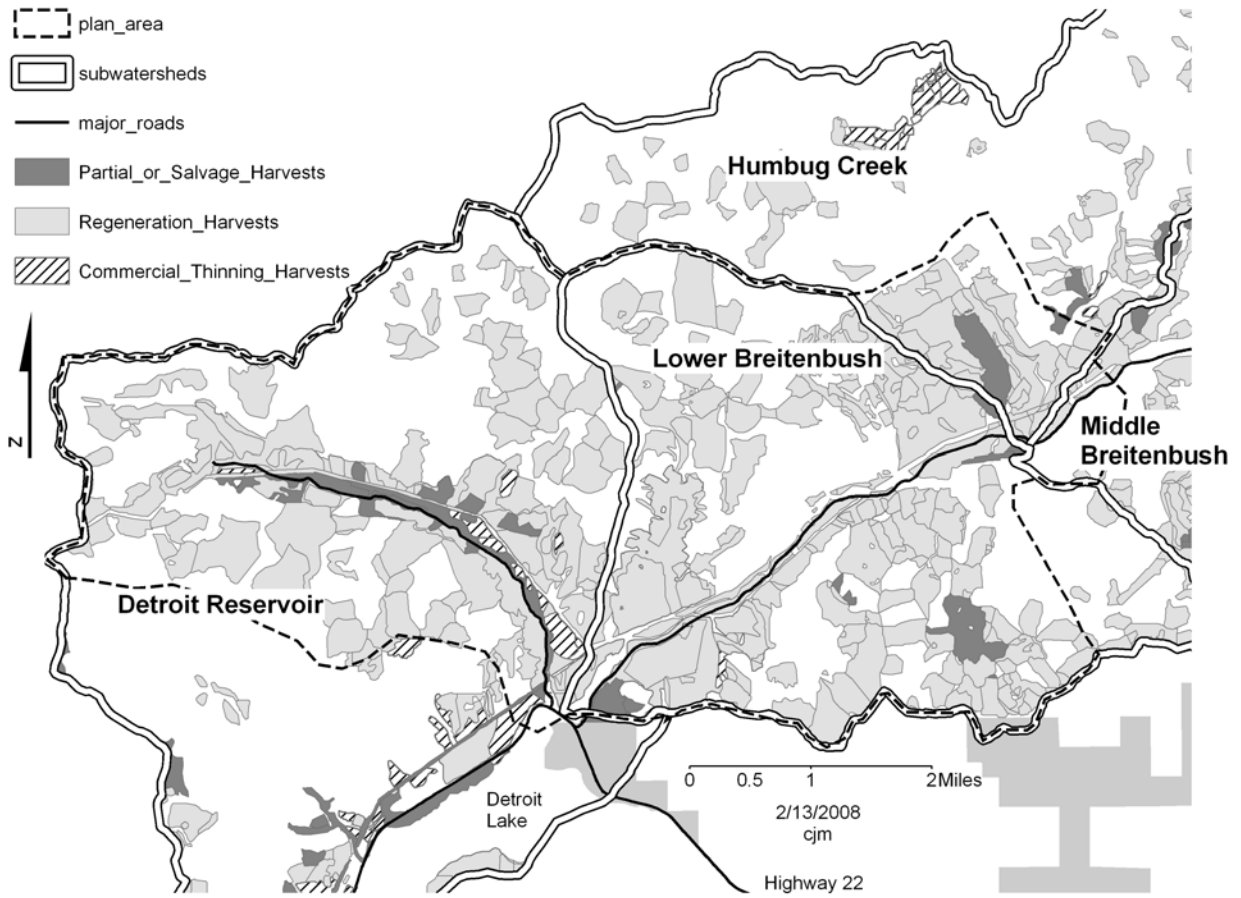 plan_area
subwatersheds
major_roads
Partial_or_Salvage_Harvests
Regeneration_Harvests
Commercial_Thinning_Harvests
Z
Humbug Creek
Lower Breitenbush
Middle
Breitenbush
Detroit Reservoir
0 0.5 1 2Miles
2/13/2008
cjm
Detroit
Lake
Highway 22